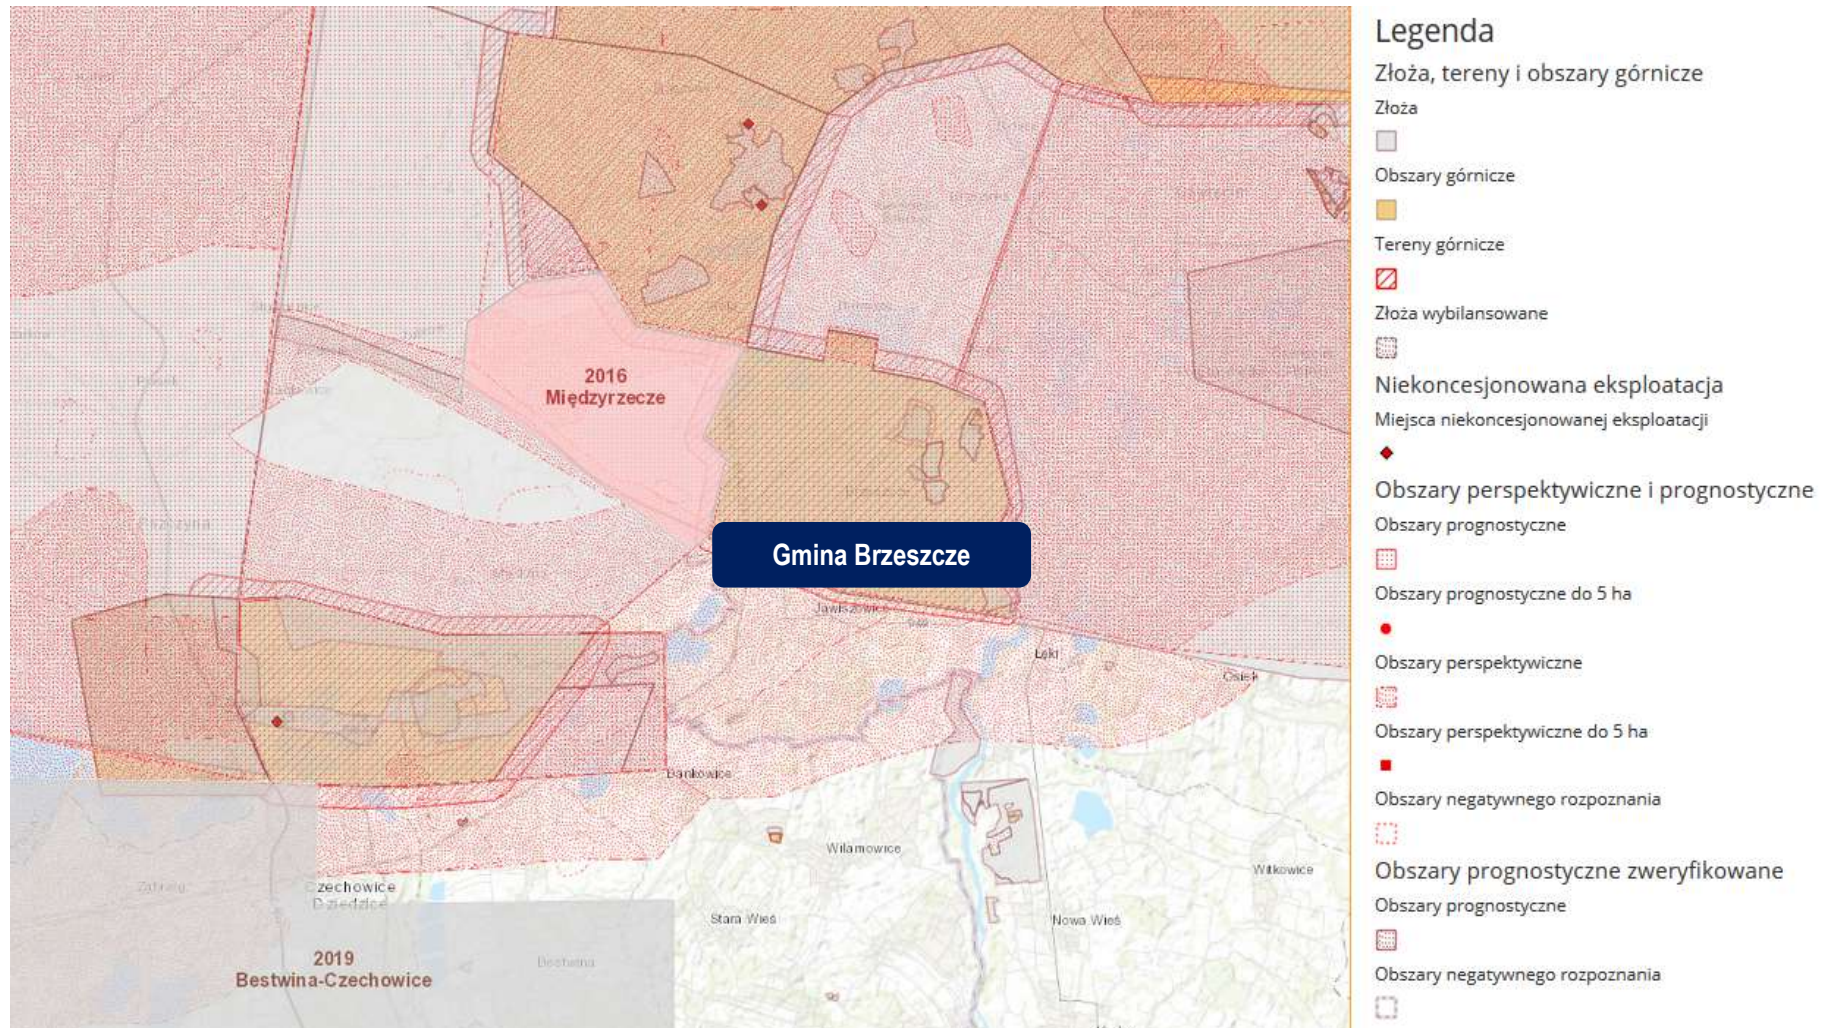 2016
Międzyrzecze
Gmina Brzeszcze
Jawiszowice
Łęki
Osiek
Dankowice
Wilamowice
Witkowice
Czechowice
Dziedzice
Stara Wieś
Nowa Wieś
2019
Bestwina-Czechowice
Bestwina
Legenda
Złoża, tereny i obszary górnicze
Złoża
Obszary górnicze
Tereny górnicze
Złoża wybilansowane
Niekoncesjonowana eksploatacja
Miejsca niekoncesjonowanej eksploatacji
Obszary perspektywiczne i prognostyczne
Obszary prognostyczne
Obszary prognostyczne do 5 ha
Obszary perspektywiczne
Obszary perspektywiczne do 5 ha
Obszary negatywnego rozpoznania
Obszary prognostyczne zweryfikowane
Obszary prognostyczne
Obszary negatywnego rozpoznania